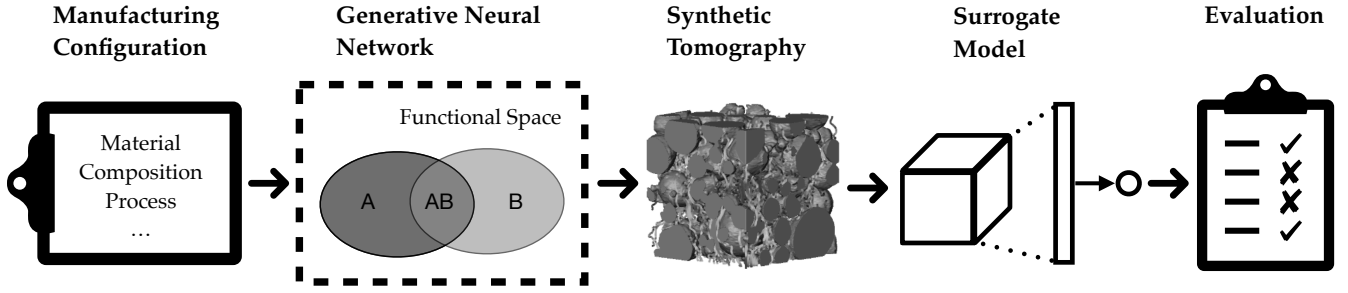 Manufacturing
Configuration
Generative Neural
Network
Synthetic
Tomography
Surrogate
Model
Evaluation
Material
Composition
Process
...
Functional Space
A
AB
B